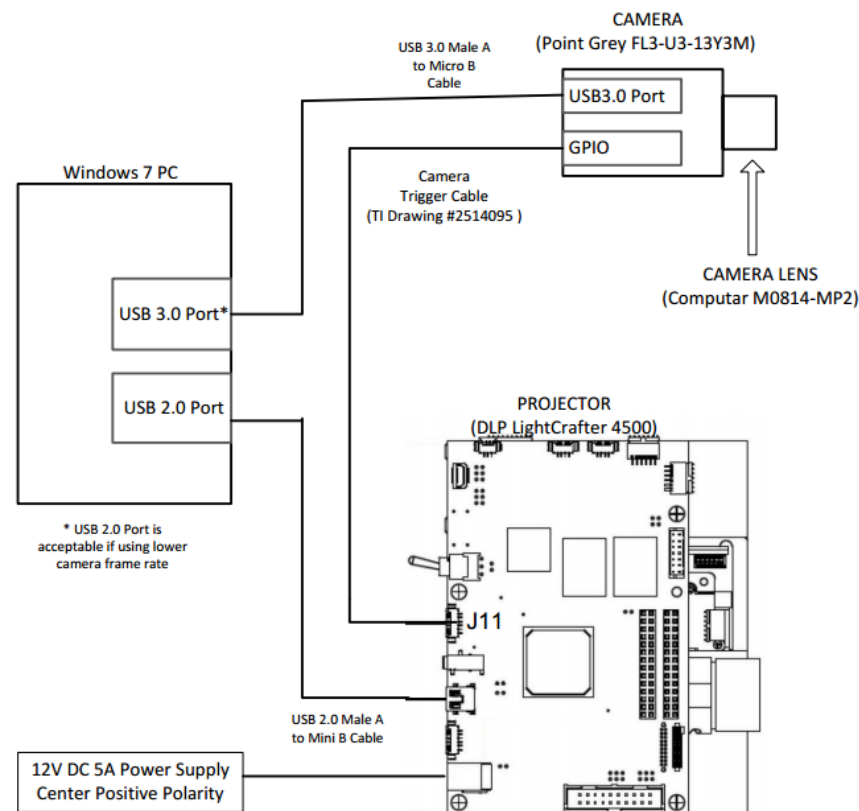 CAMERA
(Point Grey FL3-U3-13Y3M)
USB 3.0 Male A
to Micro B
Cable
USB3.0 Port
GPIO
Windows 7 PC
Camera
Trigger Cable
(TI Drawing #2514095 )
CAMERA LENS
(Computar M0814-MP2)
USB 3.0 Port*
USB 2.0 Port
PROJECTOR
(DLP LightCrafter 4500)
* USB 2.0 Port is
acceptable if using lower
camera frame rate
J11
USB 2.0 Male A
to Mini B Cable
12V DC 5A Power Supply
Center Positive Polarity